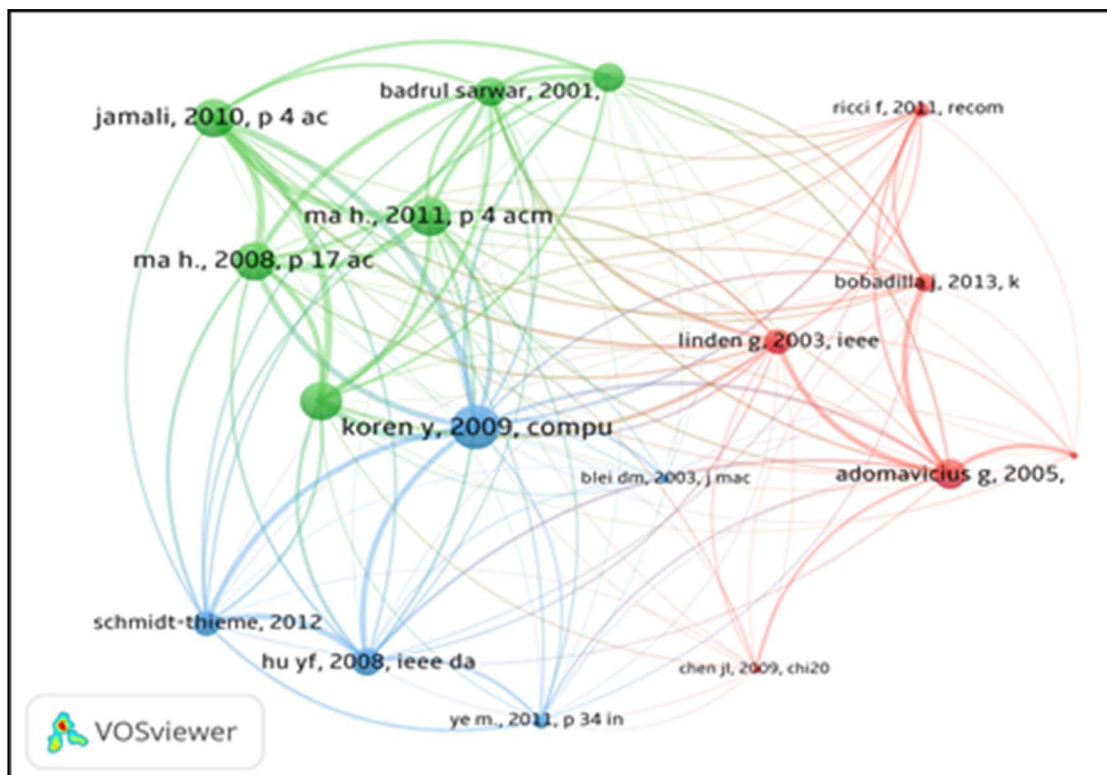 badrul sarwar, 2001,
ricci f, 2011, recom
jamali, 2010, p 4 ac
ma h., 2011, p 4 acm
ma h., 2008, p 17 ac
bobadilla j, 2013, k
linden g, 2003, ieee
koren y, 2009, compu
blei dm, 2003, j mac
adomavicius g, 2005,
schmidt-thieme, 2012
hu yf, 2008, ieee da
chen jl, 2009, chi20
ye m., 2011, p 34 in
VOSviewer